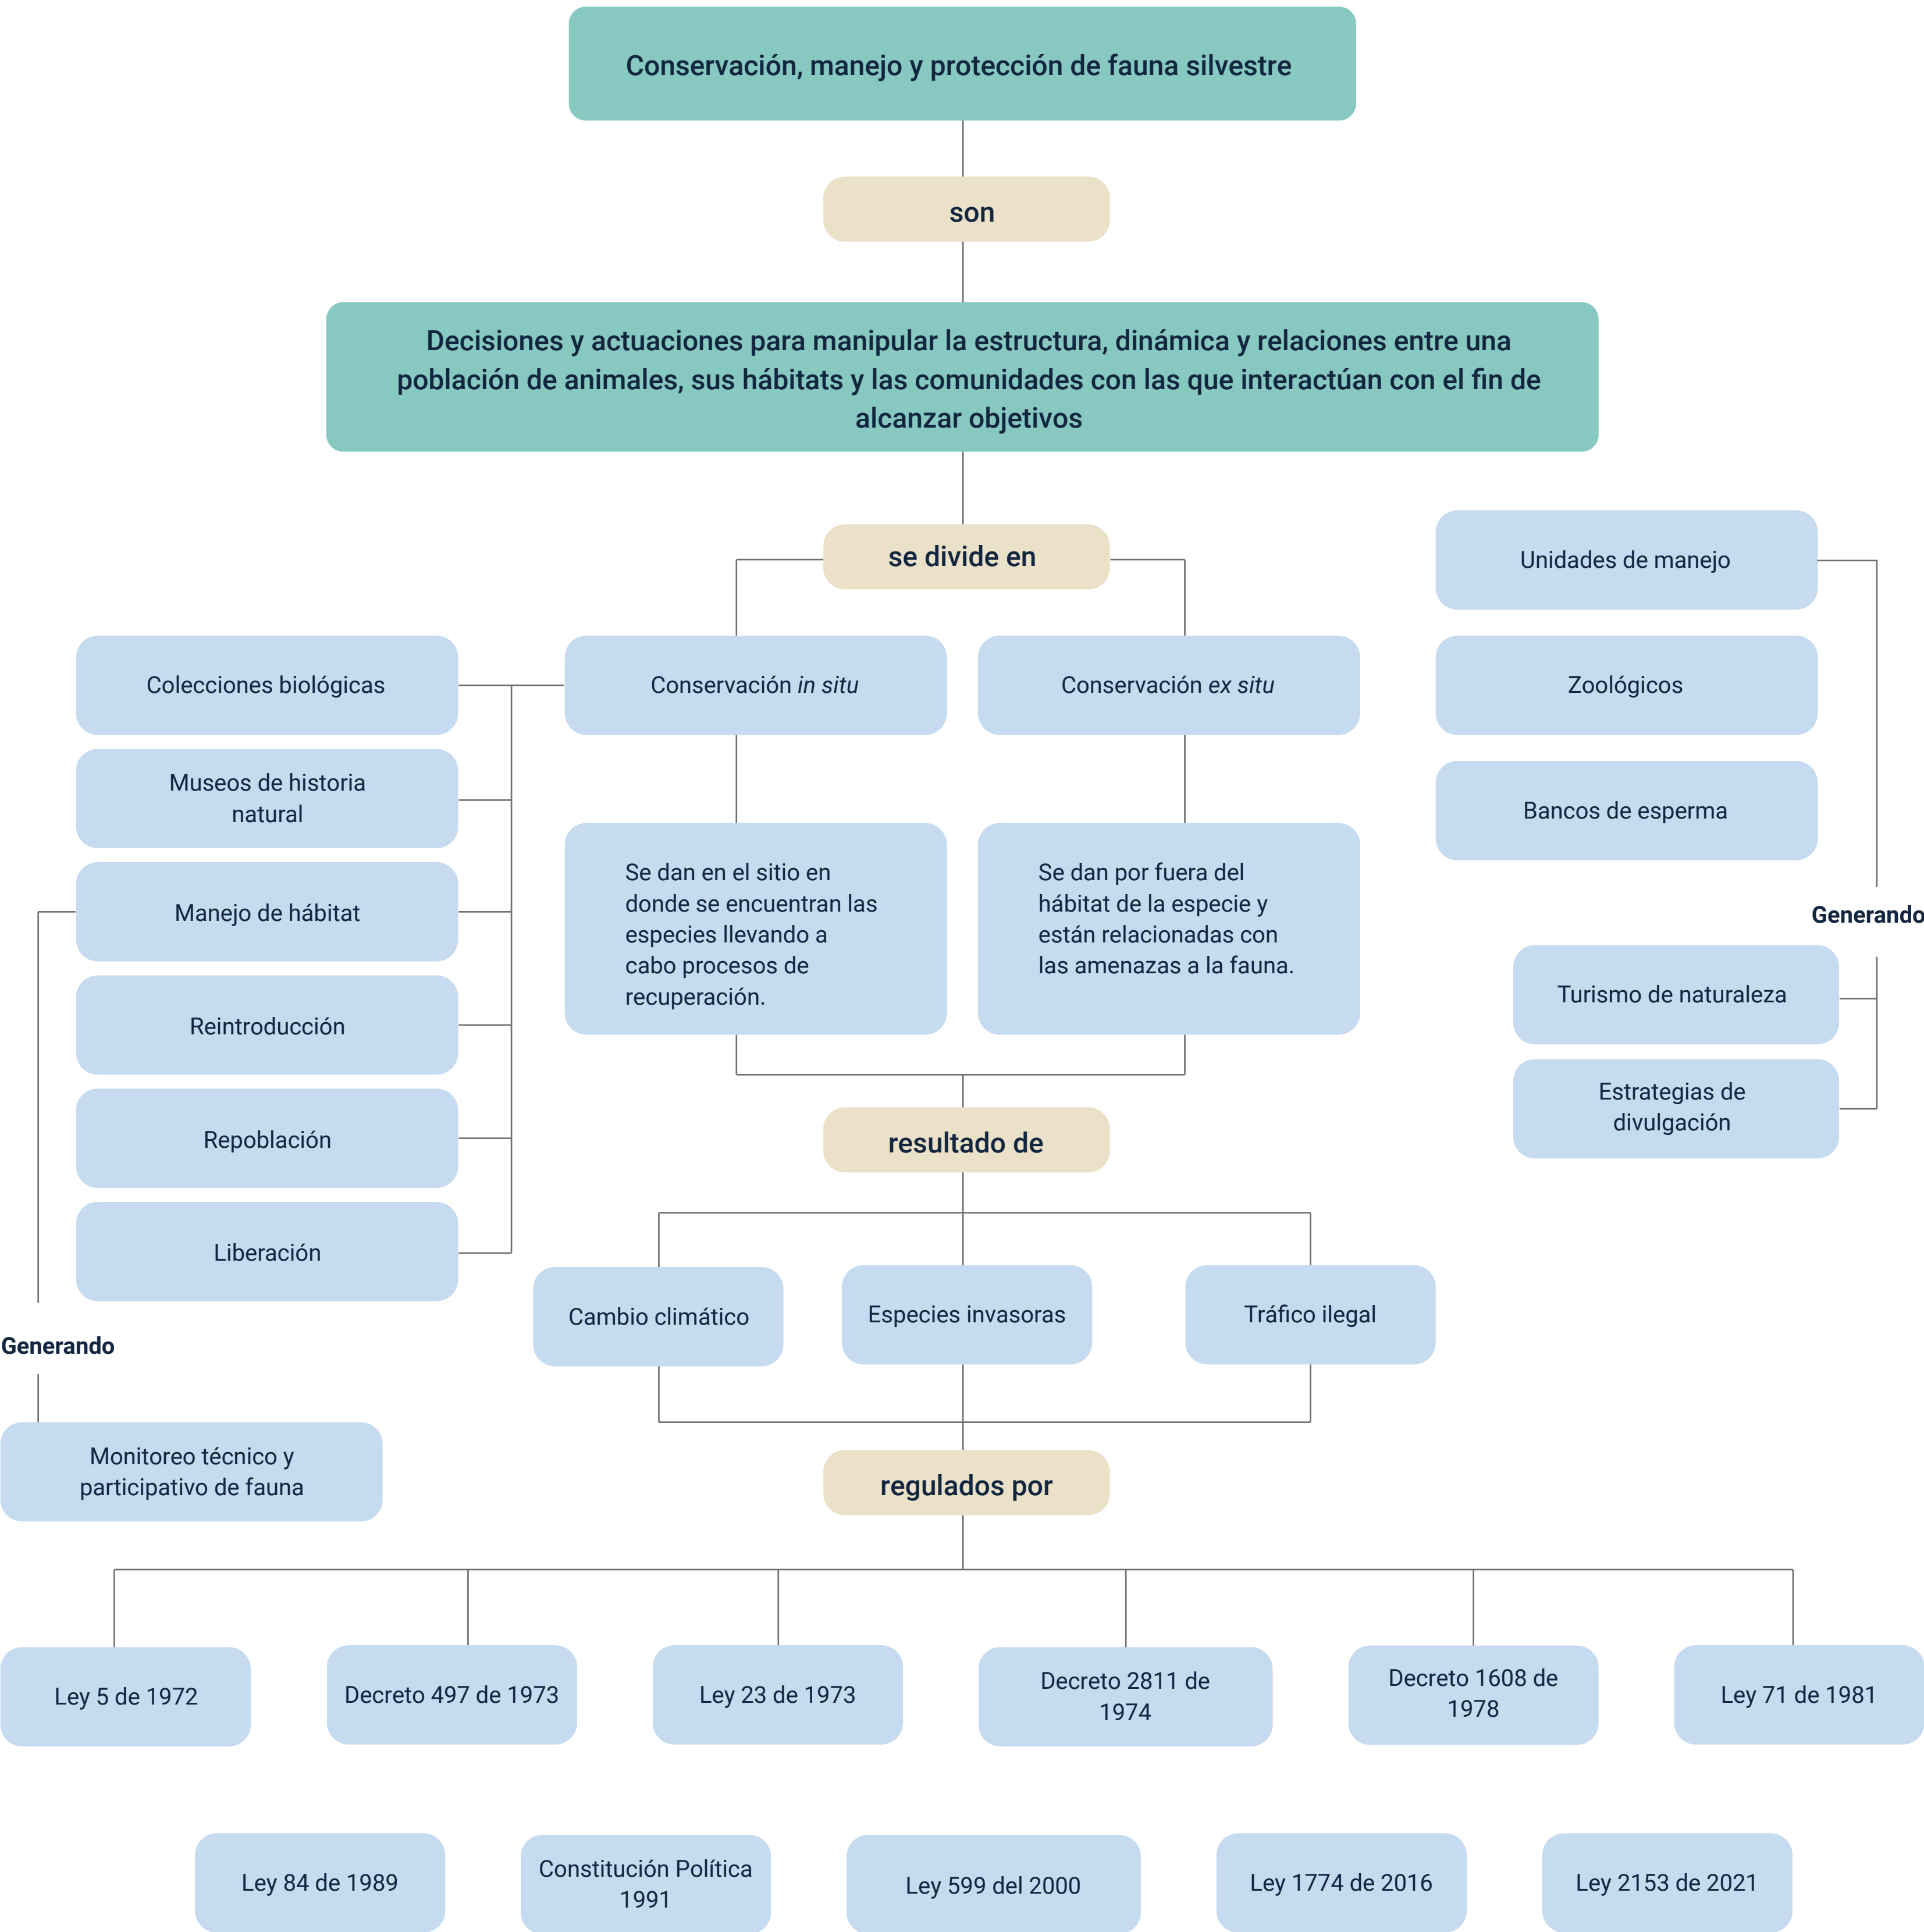 Conservación, manejo y protección de fauna silvestre
son
Decisiones y actuaciones para manipular la estructura, dinámica y relaciones entre una
población de animales, sus hábitats y las comunidades con las que interactúan con el fin de
alcanzar objetivos
se divide en
Unidades de manejo
Zoológicos
Bancos de esperma
Generando
Turismo de naturaleza
Estrategias de
divulgación
Colecciones biológicas
Museos de historia
natural
Manejo de hábitat
Reintroducción
Repoblación
Liberación
Generando
Monitoreo técnico y
participativo de fauna
Conservación in situ
Se dan en el sitio en
donde se encuentran las
especies llevando a
cabo procesos de
recuperación.
Conservación ex situ
Se dan por fuera del
hábitat de la especie y
están relacionadas con
las amenazas a la fauna.
resultado de
Cambio climático
Especies invasoras
Tráfico ilegal
regulados por
Ley 5 de 1972
Decreto 497 de 1973
Ley 23 de 1973
Decreto 2811 de
1974
Decreto 1608 de
1978
Ley 71 de 1981
Ley 84 de 1989
Constitución Política
1991
Ley 599 del 2000
Ley 1774 de 2016
Ley 2153 de 2021